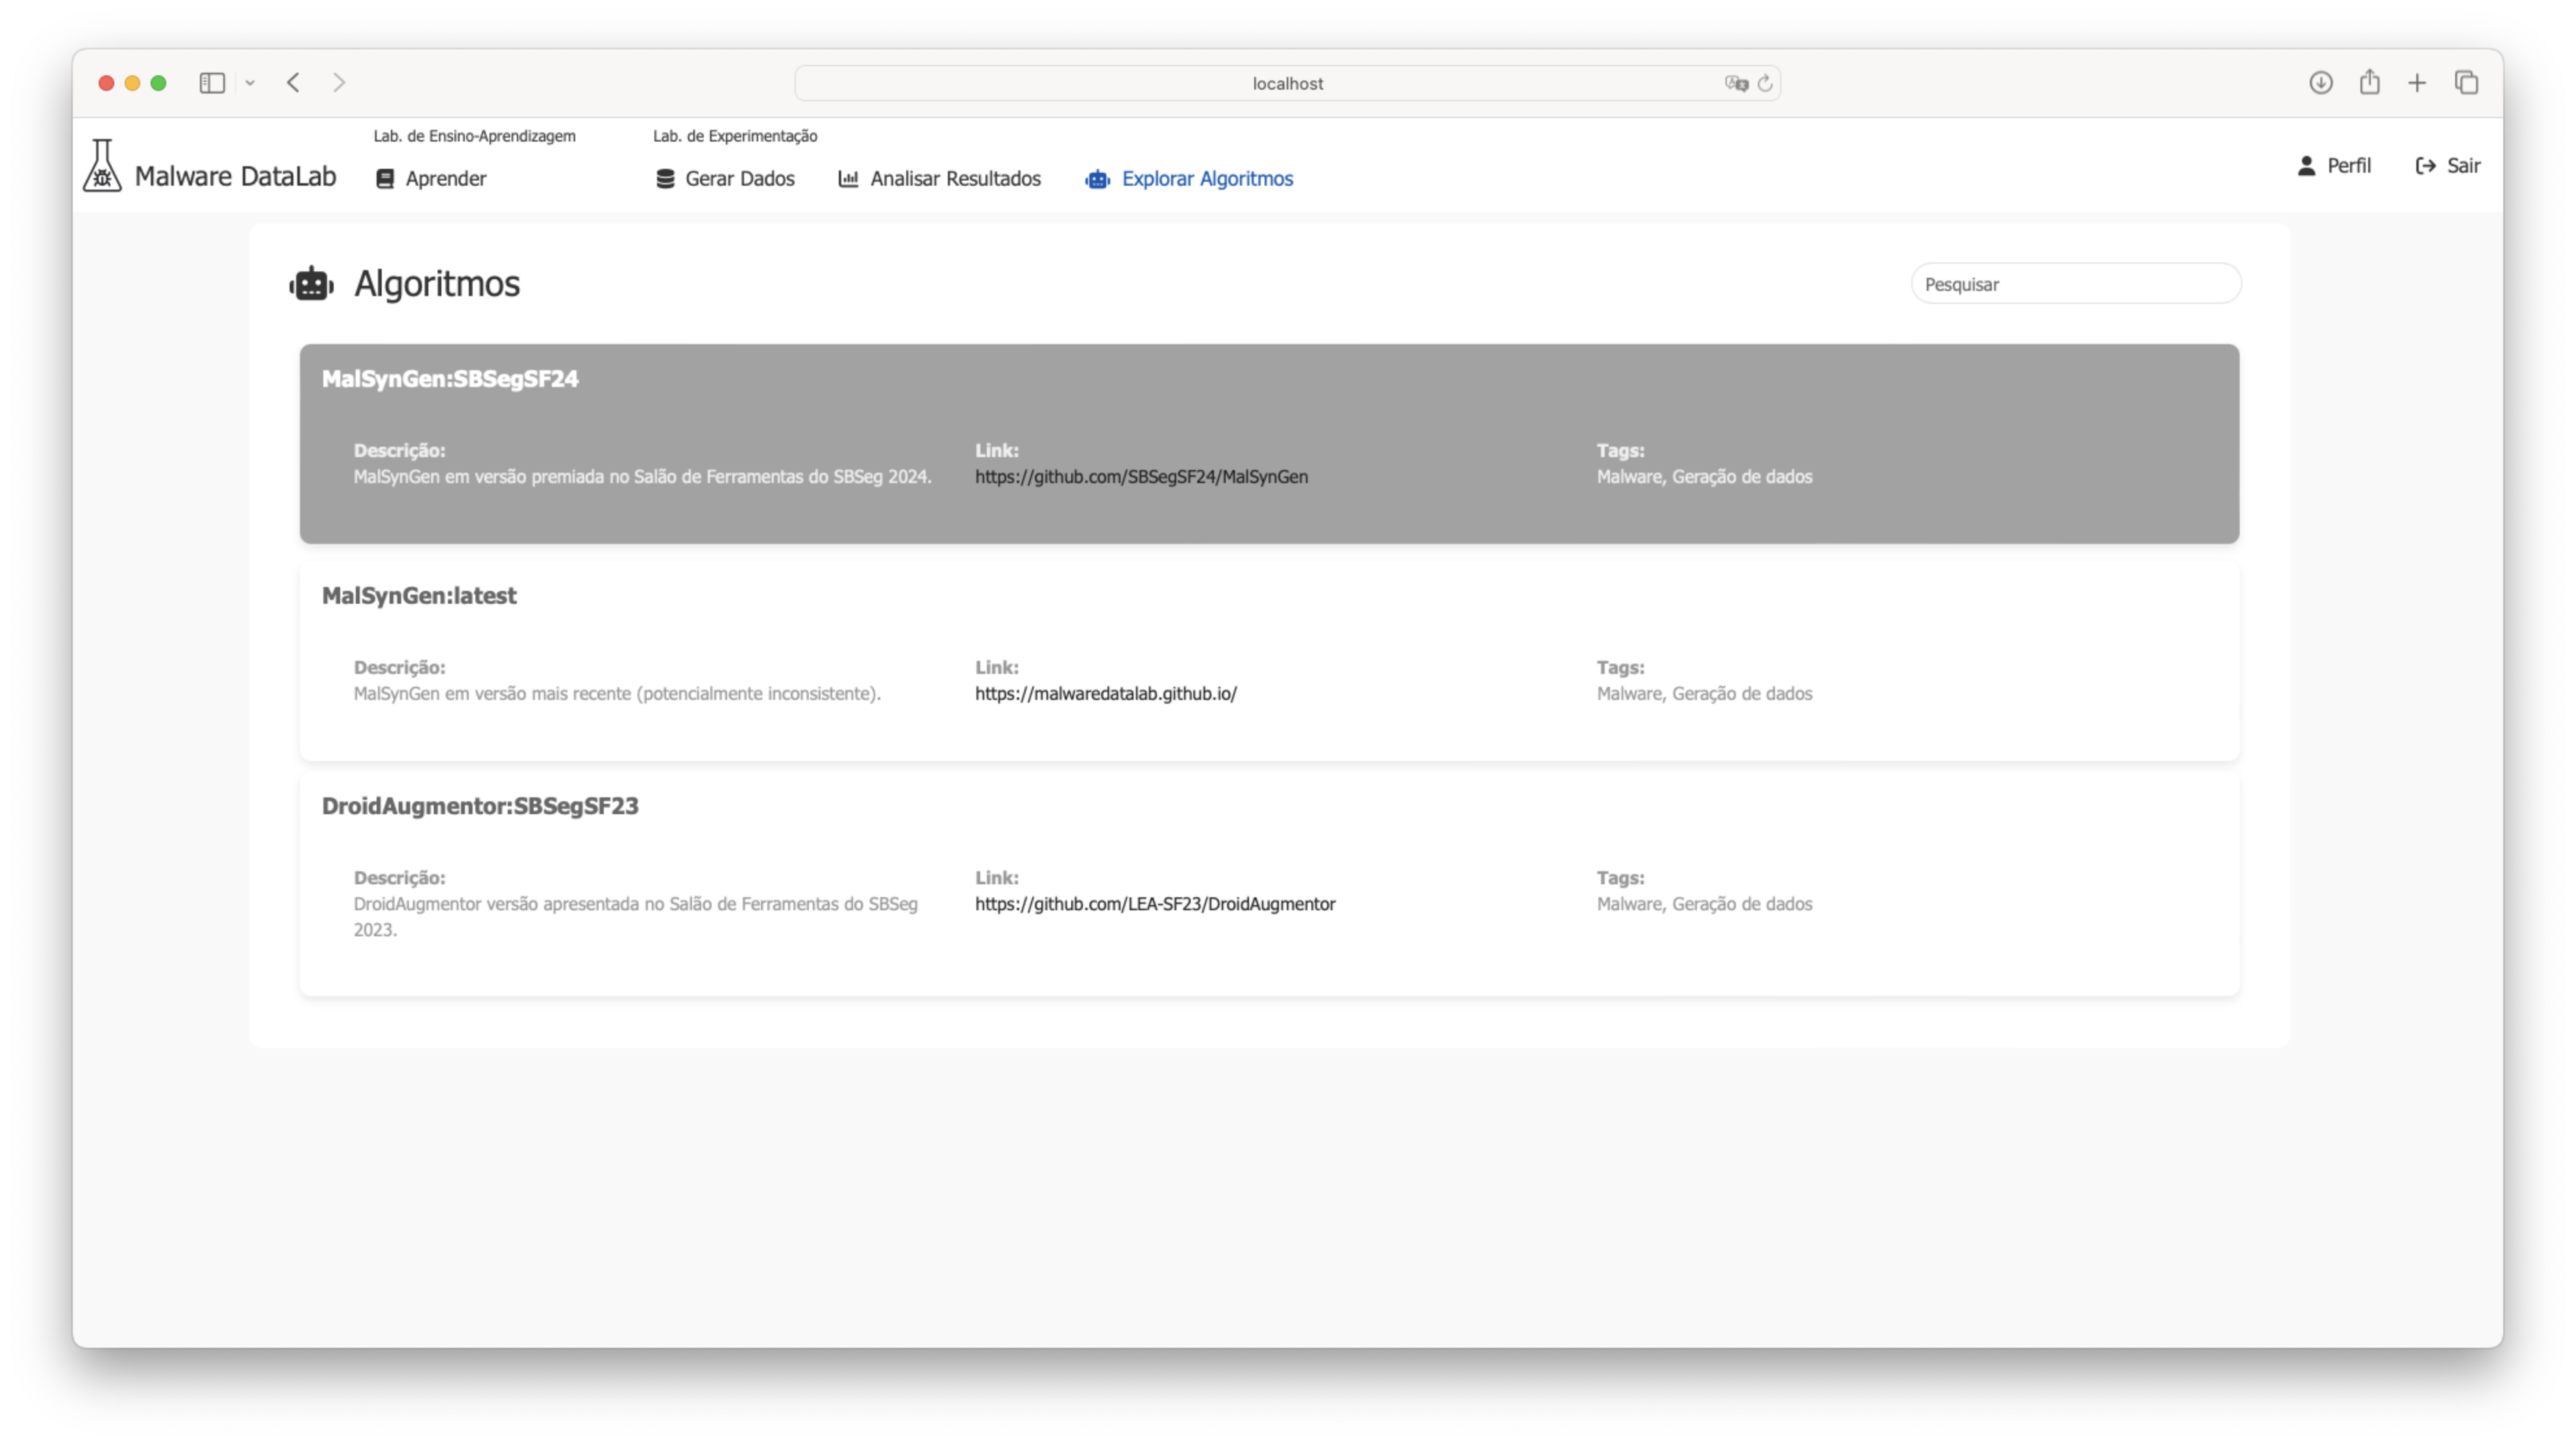 localhost
Lab. de Ensino-Aprendizagem
Lab. de Experimentação
Malware DataLab
Aprender
Gerar Dados
Analisar Resultados
Explorar Algoritmos
Perfil
Sair
Algoritmos
Pesquisar
MalSynGen:SBSegSF24
Descrição:
MalSynGen em versão premiada no Salão de Ferramentas do SBSeg 2024.
Link:
https://github.com/SBSegSF24/MalSynGen
Tags:
Malware, Geração de dados
MalSynGen:latest
Descrição:
MalSynGen em versão mais recente (potencialmente inconsistente).
Link:
https://malwaredatalab.github.io/
Tags:
Malware, Geração de dados
DroidAugmentor:SBSegSF23
Descrição:
DroidAugmentor versão apresentada no Salão de Ferramentas do SBSeg
2023.
Link:
https://github.com/LEA-SF23/DroidAugmentor
Tags:
Malware, Geração de dados